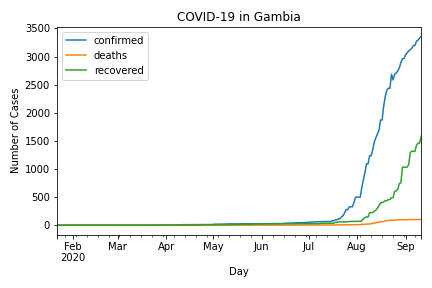 COVID-19 in Gambia
3500
3000
2500
2000
1500
1000
500
0
Number of Cases
confirmed
deaths
recovered
Feb Mar Apr May Jun Jul Aug Sep
2020
Day